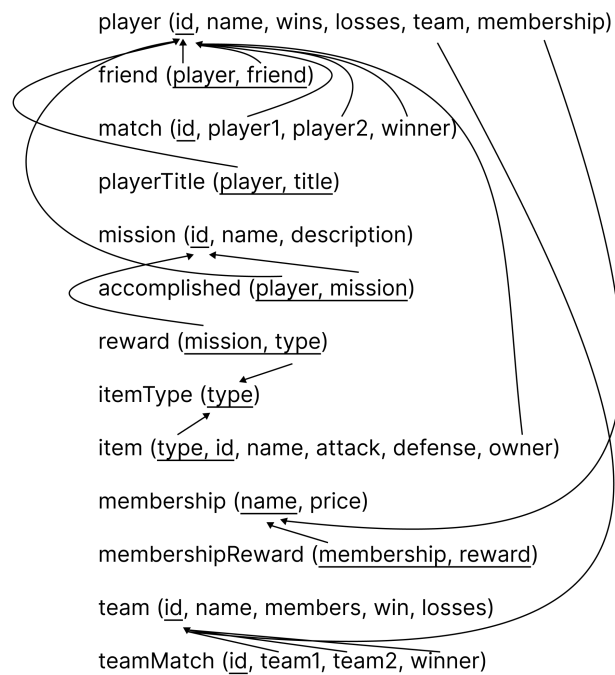 player (id, name, wins, losses, team, membership)
friend (player, friend)
match (id, player1, player2, winner)
playerTitle (player, title)
mission (id, name, description)
accomplished (player, mission)
reward (mission, type)
itemType (type)
item (type, id, name, attack, defense, owner)
membership (name, price)
membershipReward (membership, reward)
team (id, name, members, win, losses)
teamMatch (id, team1, team2, winner)